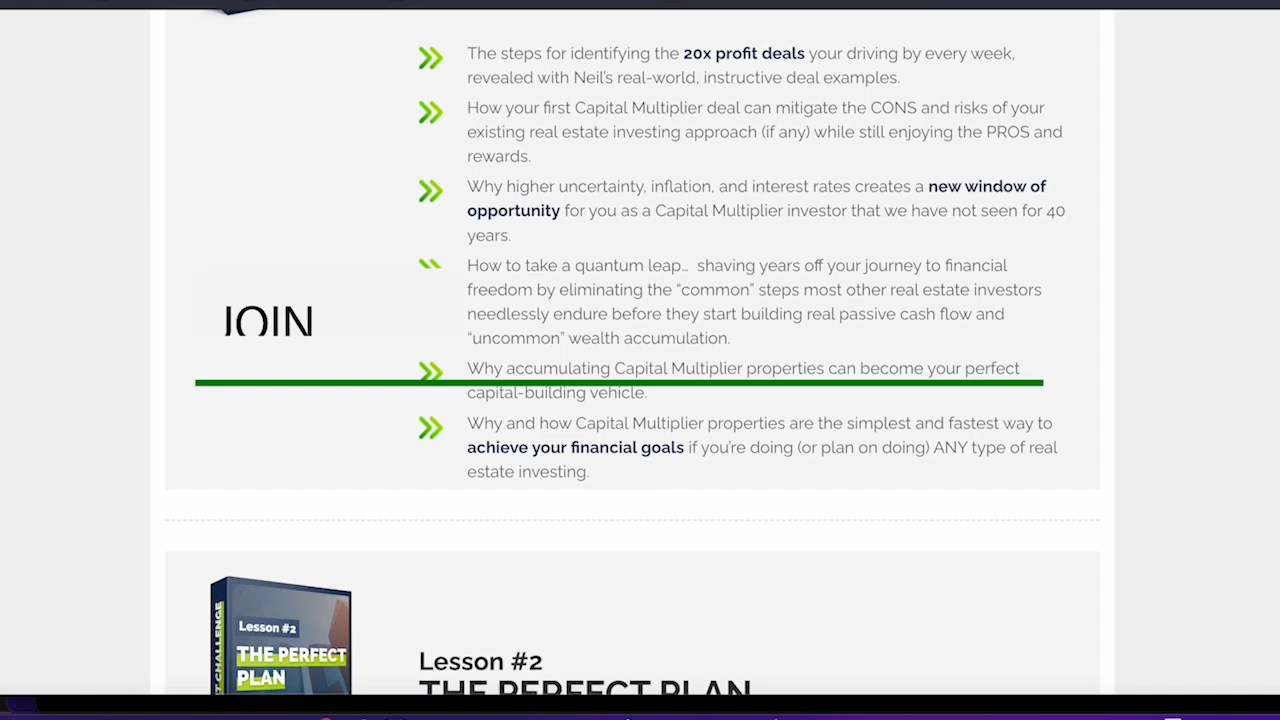 The steps for identifying the 20x profit deals your driving by every week,
revealed with Neil's real-world, instructive deal examples.
How your first Capital Multiplier deal can mitigate the CONS and risks of your
existing real estate investing approach (if any) while still enjoying the PROS and
rewards.
Why higher uncertainty, inflation, and interest rates creates a new window of
opportunity for you as a Capital Multiplier investor that we have not seen for 40
years.
How to take a quantum leap... shaving years off your journey to financial
freedom by eliminating the “common” steps most other real estate investors
needlessly endure before they start building real passive cash flow and
“uncommon” wealth accumulation.
JOIN
Why accumulating Capital Multiplier properties can become your perfect
capital-building vehicle.
Why and how Capital Multiplier properties are the simplest and fastest way to
achieve your financial goals if you're doing (or plan on doing) ANY type of real
estate investing.
CHALLENGE
Lesson #2
THE PERFECT
PLAN
Lesson #2
THE PERFECT PLAN